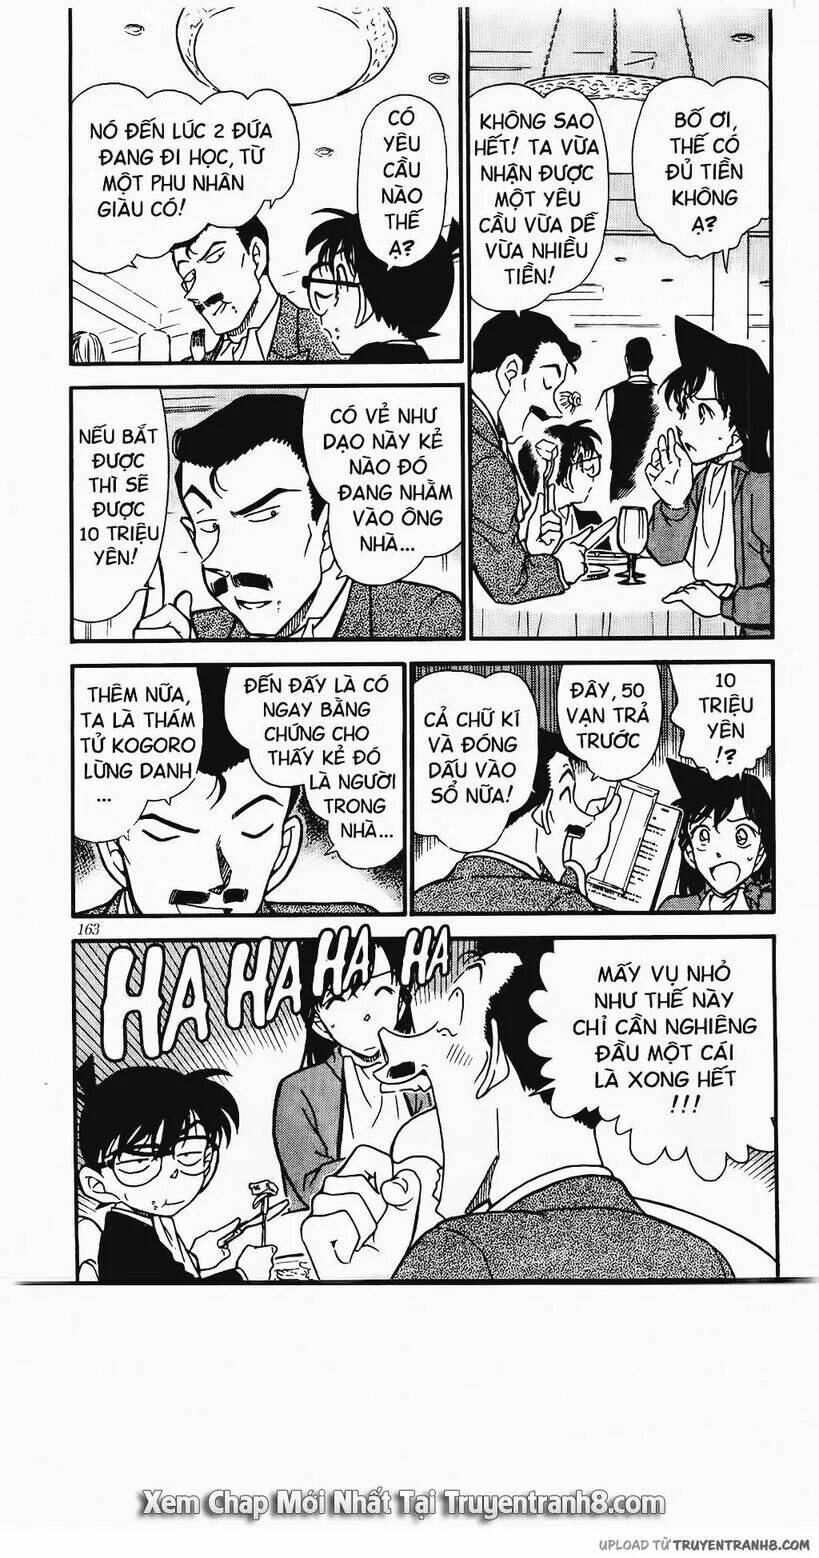 BỐ ƠI,
THẾ CÓ
ĐỦ TIỀN
KHÔNG
Ạ?
KHÔNG SAO
HẾT! TA VỪA
NHẬN ĐƯỢC
MỘT YÊU
CẦU VỪA DỄ
VỪA NHIỀU
TIỀN!
CÓ
YÊU
CẦU
NÀO
THẾ
Ạ?
NÓ ĐẾN LÚC 2 ĐỨA
ĐANG ĐI HỌC, TỪ
MỘT PHU NHÂN
GIÀU CÓ!
CÓ VẺ NHƯ
DẠO NÀY KẺ
NÀO ĐÓ
ĐANG NHẰM
VÀO ÔNG
NHÀ...
NẾU BẮT
ĐƯỢC
THÌ SẼ
ĐƯỢC
10 TRIỆU
YÊN!
10
TRIỆU
YÊN
!?
ĐÂY, 50
VẠN TRẢ
TRƯỚC
CẢ CHỮ KÍ
VÀ ĐÓNG
DẤU VÀO
SỔ NỮA!
ĐẾN ĐẤY LÀ CÓ
NGAY BẰNG
CHỨNG CHO
THẤY KẺ ĐÓ
LÀ NGƯỜI
TRONG
NHÀ...
THÊM NỮA,
TA LÀ THÁM
TỬ KOGORO
LỪNG DANH
...
163
MẤY VỤ NHỎ
NHƯ THẾ NÀY
CHỈ CẦN NGHIÊNG
ĐẦU MỘT CÁI
LÀ XONG HẾT
!!!
HA HA HA HA
Xem Chap Mới Nhất Tại Truyentranh8.com
UPLOAD TỪ TRUYENTRANH8.COM